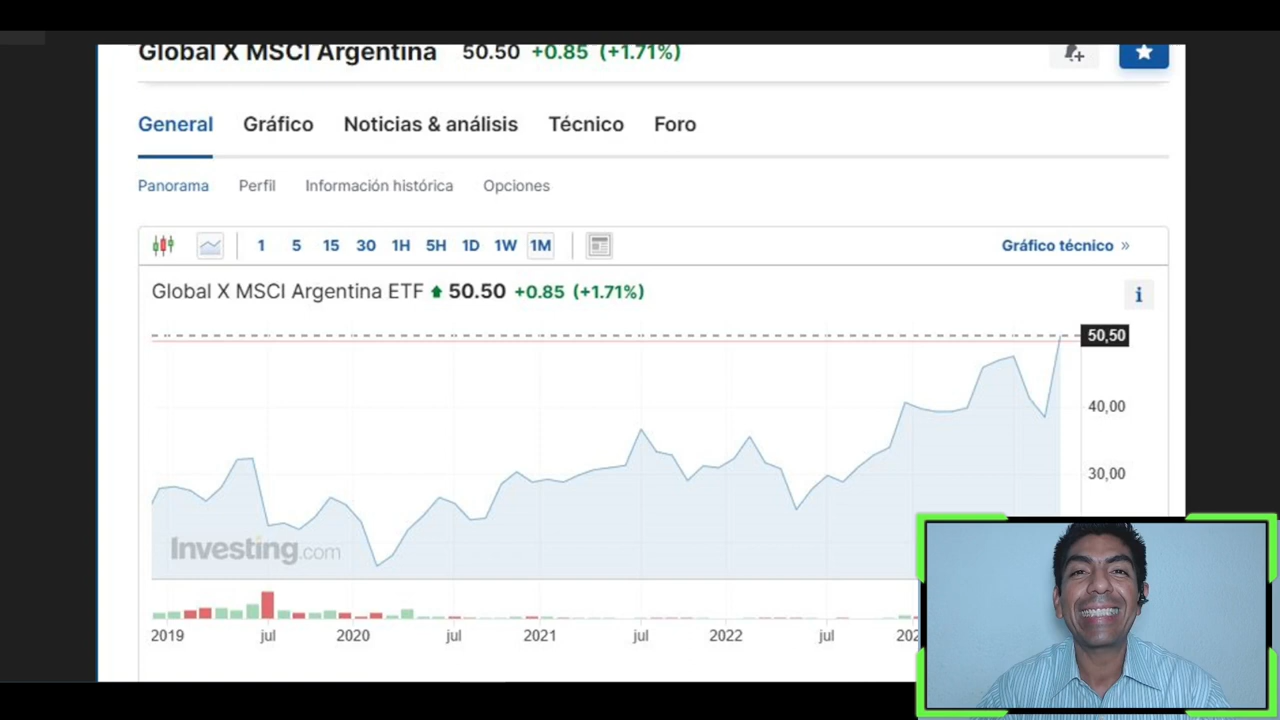 Global X MSCI Argentina 50.50 +0.85 (+1.71%)
General Gráfico Noticias & análisis Técnico Foro
Panorama Perfil Información histórica Opciones
1 5 15 30 1H 5H 1D 1W 1M Gráfico técnico »
Global X MSCI Argentina ETF 50.50 +0.85 (+1.71%)
i
50,50
40,00
30,00
Investing.com
2019 jul 2020 jul 2021 jul 2022 jul